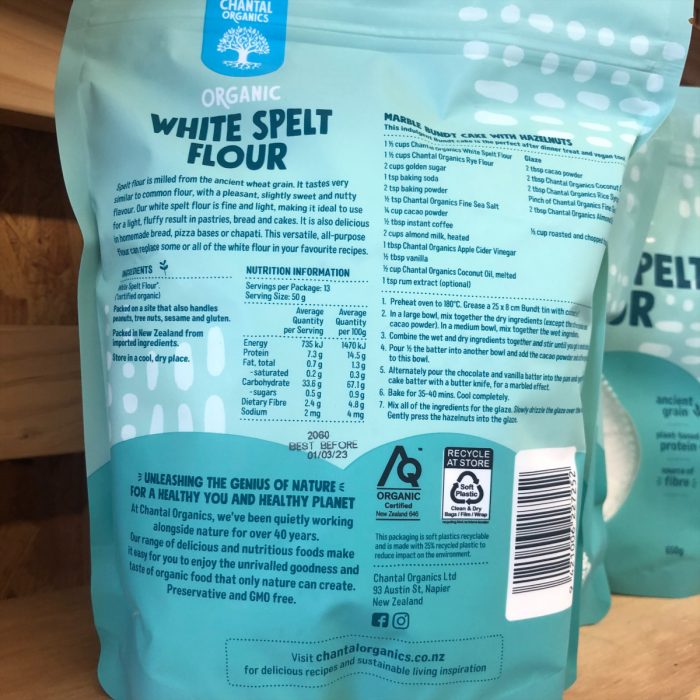 CHANTAL
ORGANICS
ORGANIC
WHITE SPELT
FLOUR
Spelt flour is milled from the ancient wheat grain. It tastes very
similar to common flour, with a pleasant, slightly sweet and nutty
flavour. Our white spelt flour is fine and light, making it ideal to use
for a light, fluffy result in pastries, bread and cakes. It is also delicious
in homemade bread, pizza bases or chapati. This versatile, all-purpose
flour can replace some or all of the white flour in your favourite recipes.
INGREDIENTS
White Spelt Flour*.
(*certified organic)
Packed on a site that also handles
peanuts, tree nuts, sesame and gluten.
Packed in New Zealand from
imported ingredients.
Store in a cool, dry place.
NUTRITION INFORMATION
Servings per Package: 13
Serving Size: 50 g
Average Quantity per Serving Average Quantity per 100g
Energy 735 kJ 1470 kJ
Protein 7.3 g 14.5 g
Fat, total 0.7 g 1.3 g
- saturated 0.2 g 0.3 g
Carbohydrate 33.6 g 67.1 g
- sugars 0.5 g 0.9 g
Dietary Fibre 2.4 g 4.8 g
Sodium 2 mg 4 mg
2060
BEST BEFORE
01/03/23
MARBLE BUNDT CAKE WITH HAZELNUTS
This indulgent Bundt cake is the perfect after dinner treat and vegan too!
1 ½ cups Chantal Organics White Spelt Flour
1 ½ cups Chantal Organics Rye Flour
2 cups golden sugar
1 tsp baking soda
2 tsp baking powder
½ tsp Chantal Organics Fine Sea Salt
¼ cup cacao powder
½ tbsp instant coffee
2 cups almond milk, heated
1 tbsp Chantal Organics Apple Cider Vinegar
½ tbsp vanilla
½ cup Chantal Organics Coconut Oil, melted
1 tsp rum extract (optional)
Glaze
2 tbsp cacao powder
2 tbsp Chantal Organics Coconut
2 tbsp Chantal Organics Rice
Pinch of Chantal Organics Fine
2 tbsp Chantal Organics Almond
roasted and chopped
1. Preheat oven to 180°C. Grease a 25 x 8 cm Bundt tin with
2. In a large bowl, mix together the dry ingredients (except the
cacao powder). In a medium bowl, mix together the wet ingredients.
3. Combine the wet and dry ingredients together and stir until
4. Pour ½ the batter into another bowl and add the cacao powder and
to this bowl.
5. Alternately pour the chocolate and vanilla batter into the pan and
cake batter with a butter knife, for a marbled effect.
6. Bake for 35-40 mins. Cool completely.
7. Mix all of the ingredients for the glaze. Slowly drizzle the glaze over the
Gently press the hazelnuts into the glaze.
UNLEASHING THE GENIUS OF NATURE
FOR A HEALTHY YOU AND HEALTHY PLANET
At Chantal Organics, we've been quietly working
alongside nature for over 40 years.
Our range of delicious and nutritious foods make
it easy for you to enjoy the unrivalled goodness and
taste of organic food that only nature can create.
Preservative and GMO free.
ORGANIC
Certified
New Zealand 646
RECYCLE
AT STORE
Soft
Plastic
Clean & Dry
Bags / Film / Wrap
This packaging is soft plastics recyclable
and is made with 25% recycled plastic to
reduce impact on the environment.
Chantal Organics Ltd
93 Austin St, Napier
New Zealand
Visit chantalorganics.co.nz
for delicious recipes and sustainable living inspiration
SPELT
UR
ancient
grain
plant-based
protein
source of
fibre
650g